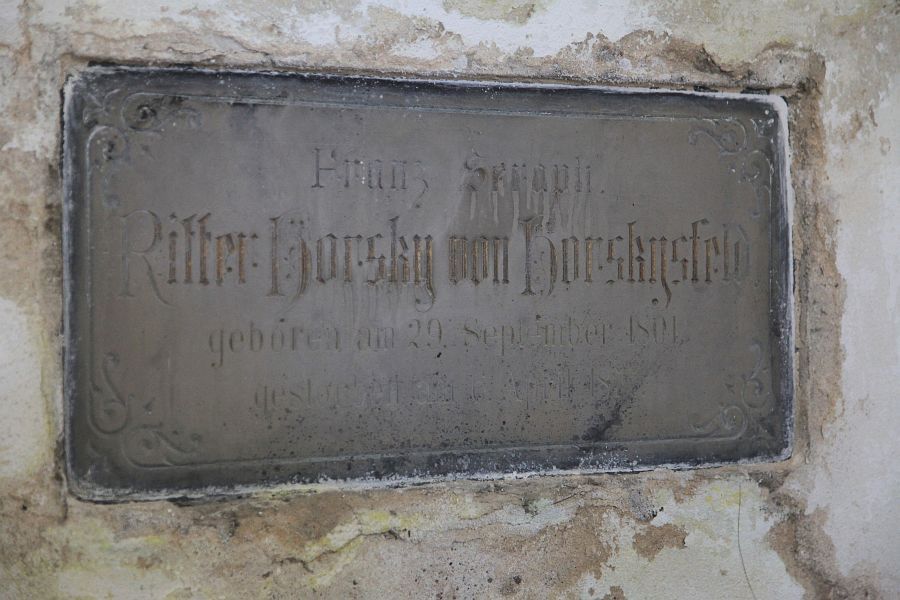 Franz Seraph.
Ritter Horsky von Horskysfeld.
geboren am 29. September 1801.
gestorben am 6. April